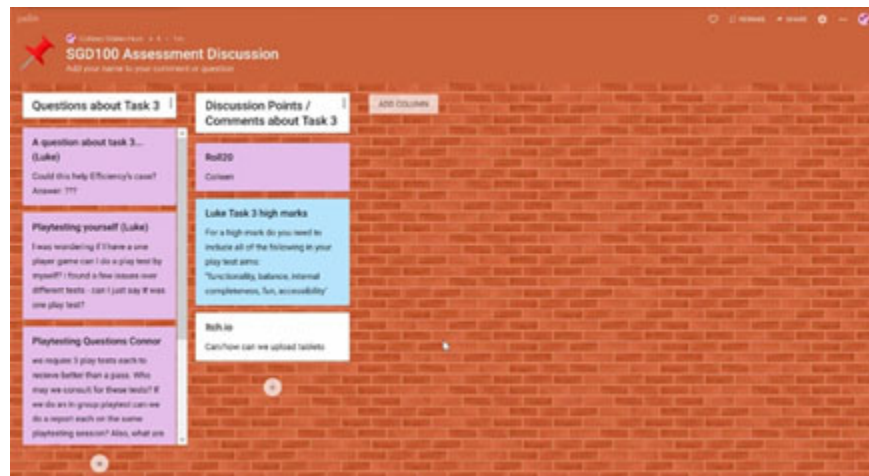 padlet
REMAKE SHARE
SGD100 Assessment Discussion
Add your name to your comment or question
Questions about Task 3
A question about task 3...
(Luke)
Could this help Efficiency's case?
Answer: ???
Playtesting yourself (Luke)
I was wondering if I have a one
player game can I do a play test by
myself? I found a few issues over
different tests - can I just say it was
one play test?
Playtesting Questions Connor
we require 3 play tests each to
recieve better than a pass. Who
may we consult for these tests? If
we do an in group playtest can we
do a report each on the same
playtesting session? Also, what are
Discussion Points /
Comments about Task 3
Roll20
Coreen
Luke Task 3 high marks
For a high mark do you need to
include all of the following in your
play test aims:
"functionality, balance, internal
completeness, fun, accessibility"
Itch.io
Can/how can we upload tablets
ADD COLUMN